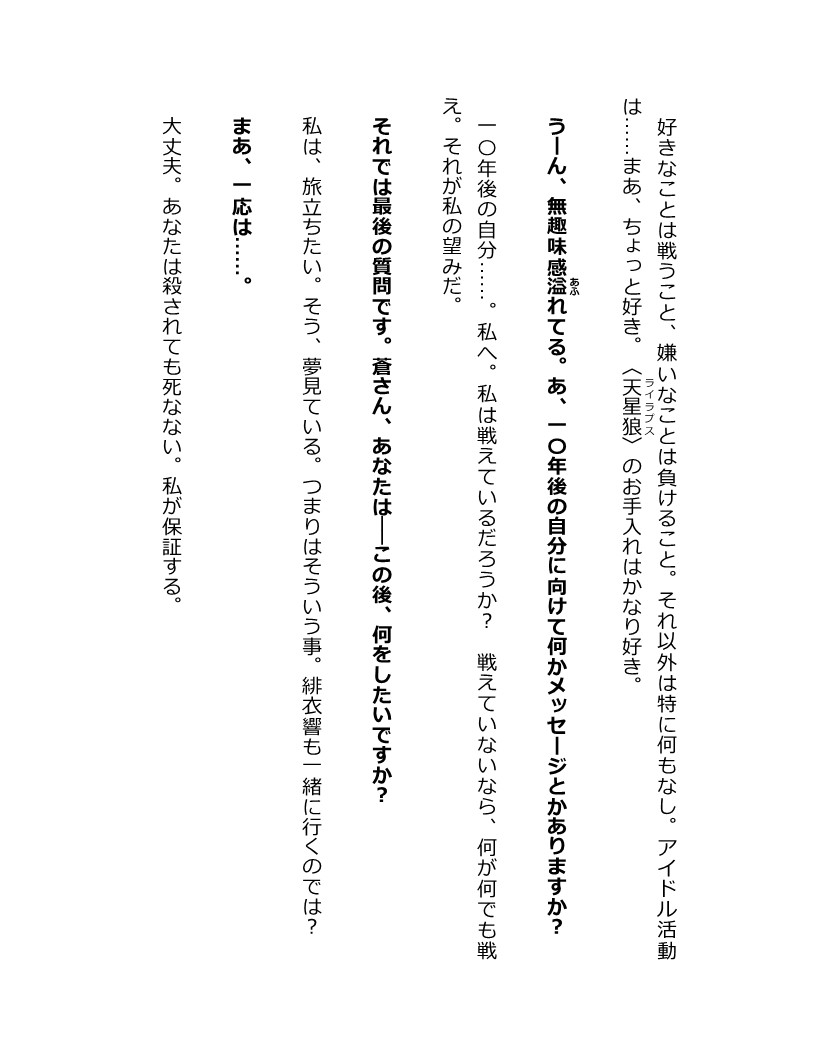 好きなことは戦うこと、嫌いなことは負けること。それ以外は特に何もなし。アイドル活動
は……まあ、ちょっと好き。〈天星狼〉のお手入れはかなり好き。
ライラプス
うーん、無趣味感溢れてる。あ、一〇年後の自分に向けて何かメッセージとかありますか?
あふ
一〇年後の自分……。私へ。私は戦えているだろうか?　戦えていないなら、何が何でも戦
え。それが私の望みだ。
それでは最後の質問です。蒼さん、あなたは――この後、何をしたいですか?
私は、旅立ちたい。そう、夢見ている。つまりはそういう事。緋衣響も一緒に行くのでは?
まあ、一応は……。
大丈夫。あなたは殺されても死なない。私が保証する。